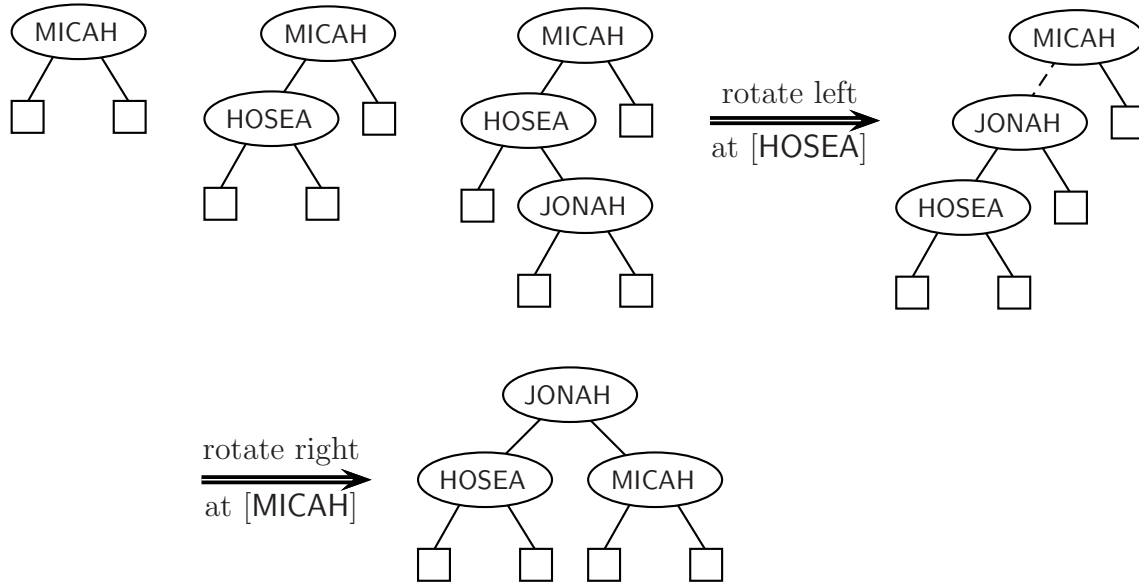 MICAH
HOSEA
MICAH
HOSEA
JONAH
MICAH
rotate left
at [HOSEA]
MICAH
JONAH
HOSEA
rotate right
at [MICAH]
JONAH
HOSEA
MICAH